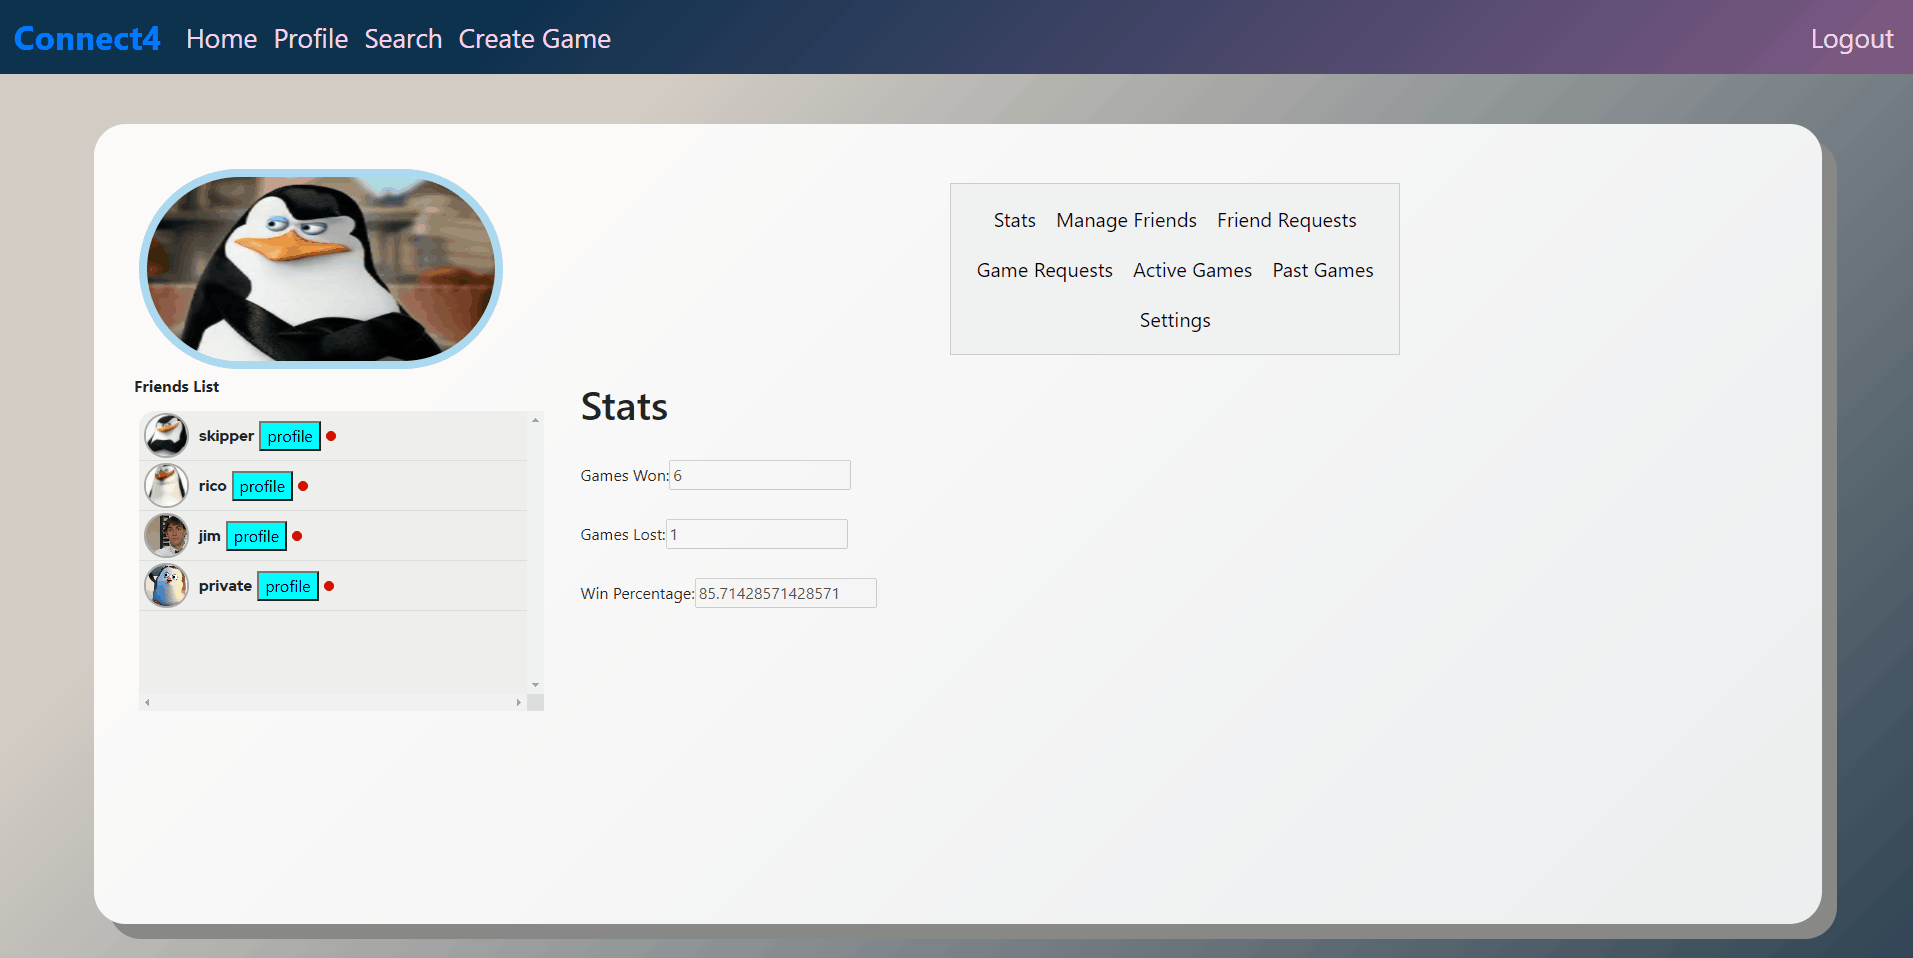 Connect4 Home Profile Search Create Game Logout
Stats Manage Friends Friend Requests
Game Requests Active Games Past Games
Settings
Friends List
skipper profile
rico profile
jim profile
private profile
Stats
Games Won: 6
Games Lost: 1
Win Percentage: 85.71428571428571